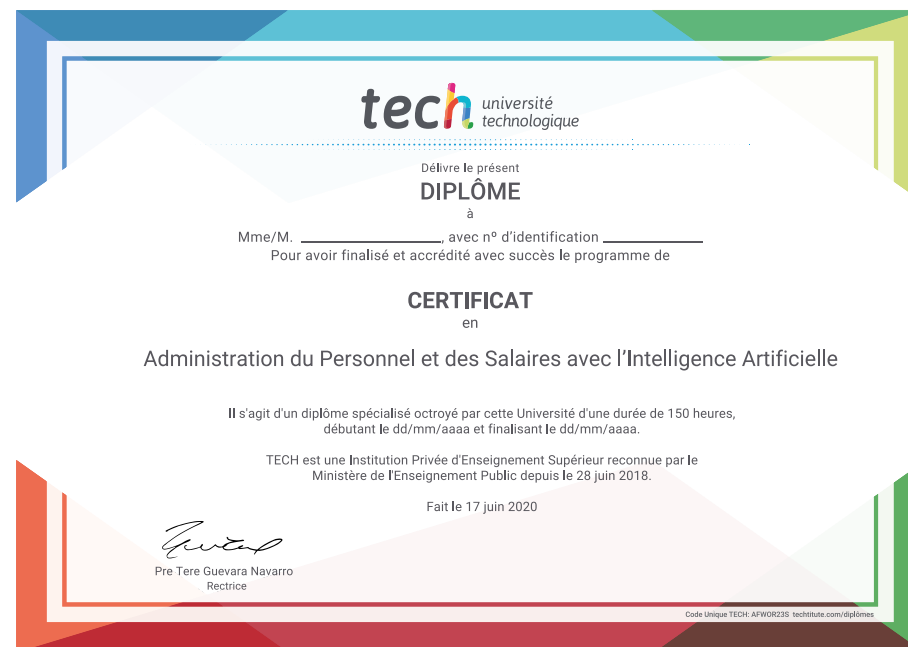 tech université
technologique
Délivre le présent
DIPLÔME
à
Mme/M. ____________________, avec nº d’identification ______________
Pour avoir finalisé et accrédité avec succès le programme de
CERTIFICAT
en
Administration du Personnel et des Salaires avec l’Intelligence Artificielle
Il s'agit d'un diplôme spécialisé octroyé par cette Université d'une durée de 150 heures,
débutant le dd/mm/aaaa et finalisant le dd/mm/aaaa.
TECH est une Institution Privée d'Enseignement Supérieur reconnue par le
Ministère de l'Enseignement Public depuis le 28 juin 2018.
Fait le 17 juin 2020
Pre Tere Guevara Navarro
Rectrice
Code Unique TECH: AFWOR23S techtitute.com/diplômes